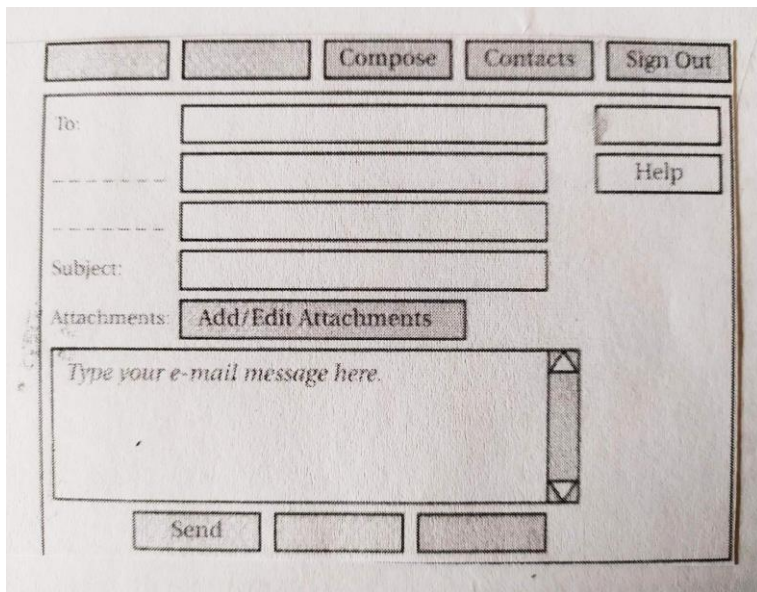 Compose Contacts Sign Out
To:
Help
Subject:
Attachments: Add/Edit Attachments
Type your e-mail message here.
Send